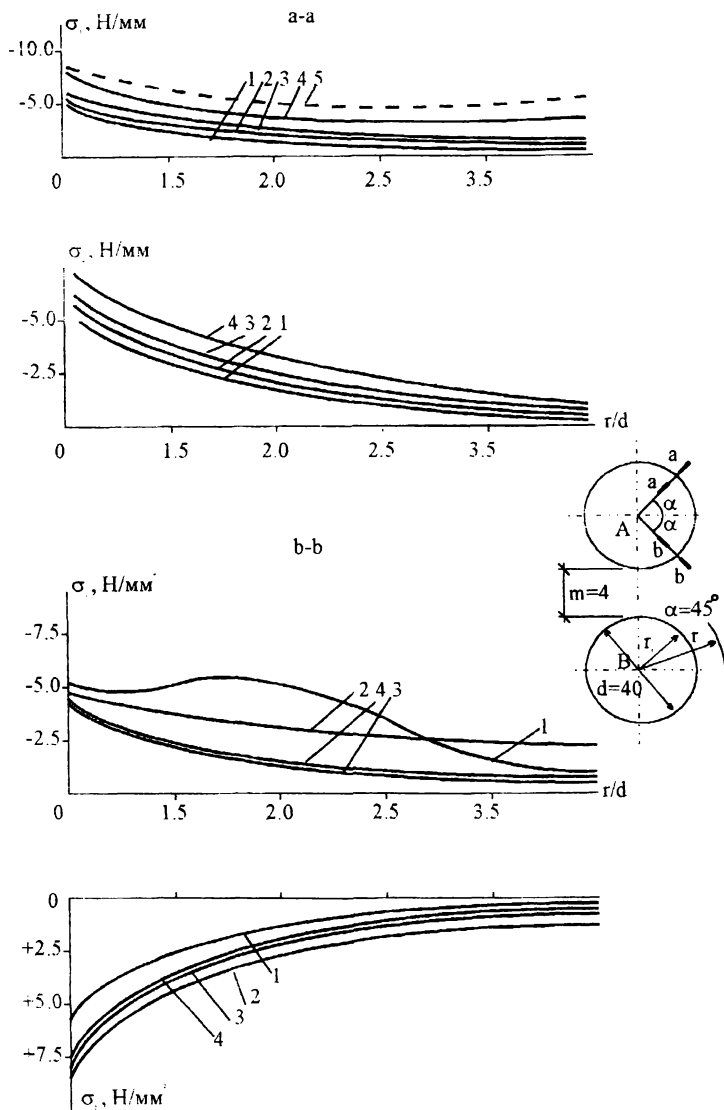 σ , Н/мм
a-a
-10.0
-5.0
1 2 3 4 5
0 1.5 2.0 2.5 3.5
σ , Н/мм
-5.0
-2.5
4 3 2 1
r/d
0 1.5 2.0 2.5 3.5
b-b
σ , Н/мм
-7.5
-5.0
-2.5
2 4 3
1
r/d
0 1.5 2.0 2.5 3.5
a
a
α
α
A
b
b
m=4
α=45°
r
r
B
d=40
0
+2.5
+5.0
+7.5
1
2
3
4
σ , Н/мм